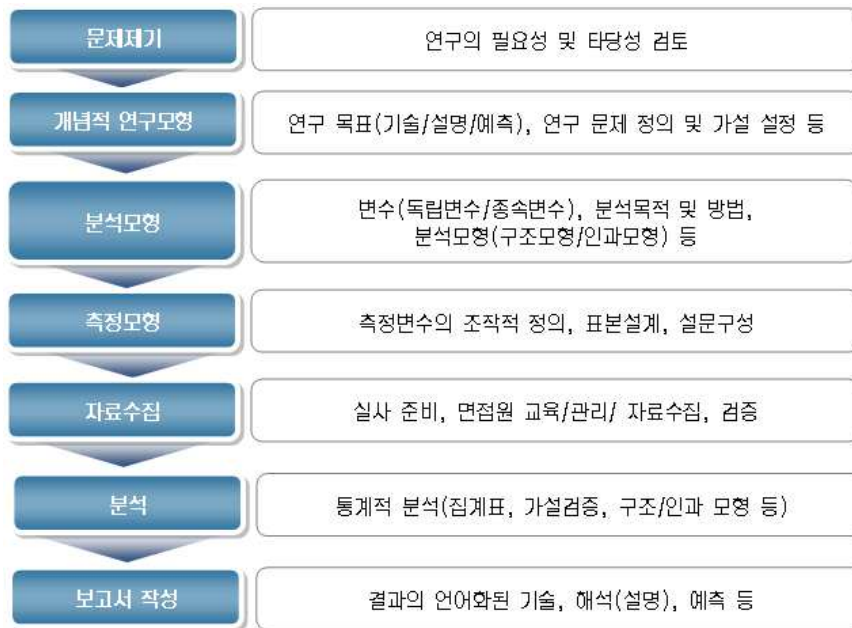 문제제기
연구의 필요성 및 타당성 검토
개념적 연구모형
연구 목표(기술/설명/예측), 연구 문제 정의 및 가설 설정 등
분석모형
변수(독립변수/종속변수), 분석목적 및 방법,
분석모형(구조모형/인과모형) 등
측정모형
측정변수의 조작적 정의, 표본설계, 설문구성
자료수집
실사 준비, 면접원 교육/관리/ 자료수집, 검증
분석
통계적 분석(집계표, 가설검증, 구조/인과 모형 등)
보고서 작성
결과의 언어화된 기술, 해석(설명), 예측 등